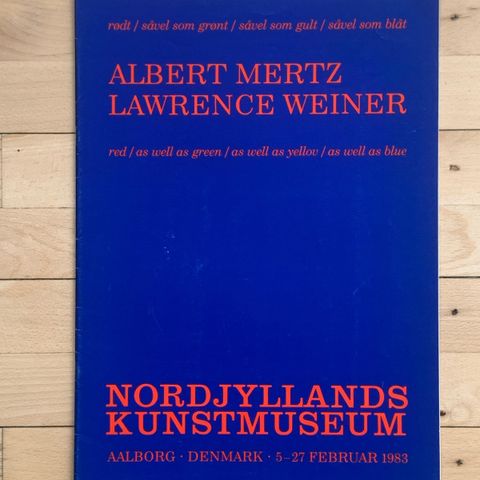 rødt / såvel som grønt / såvel som gult / såvel som blåt
ALBERT MERTZ
LAWRENCE WEINER
red / as well as green / as well as yellov / as well as blue
NORDJYLLANDS
KUNSTMUSEUM
AALBORG · DENMARK · 5–27 FEBRUAR 1983